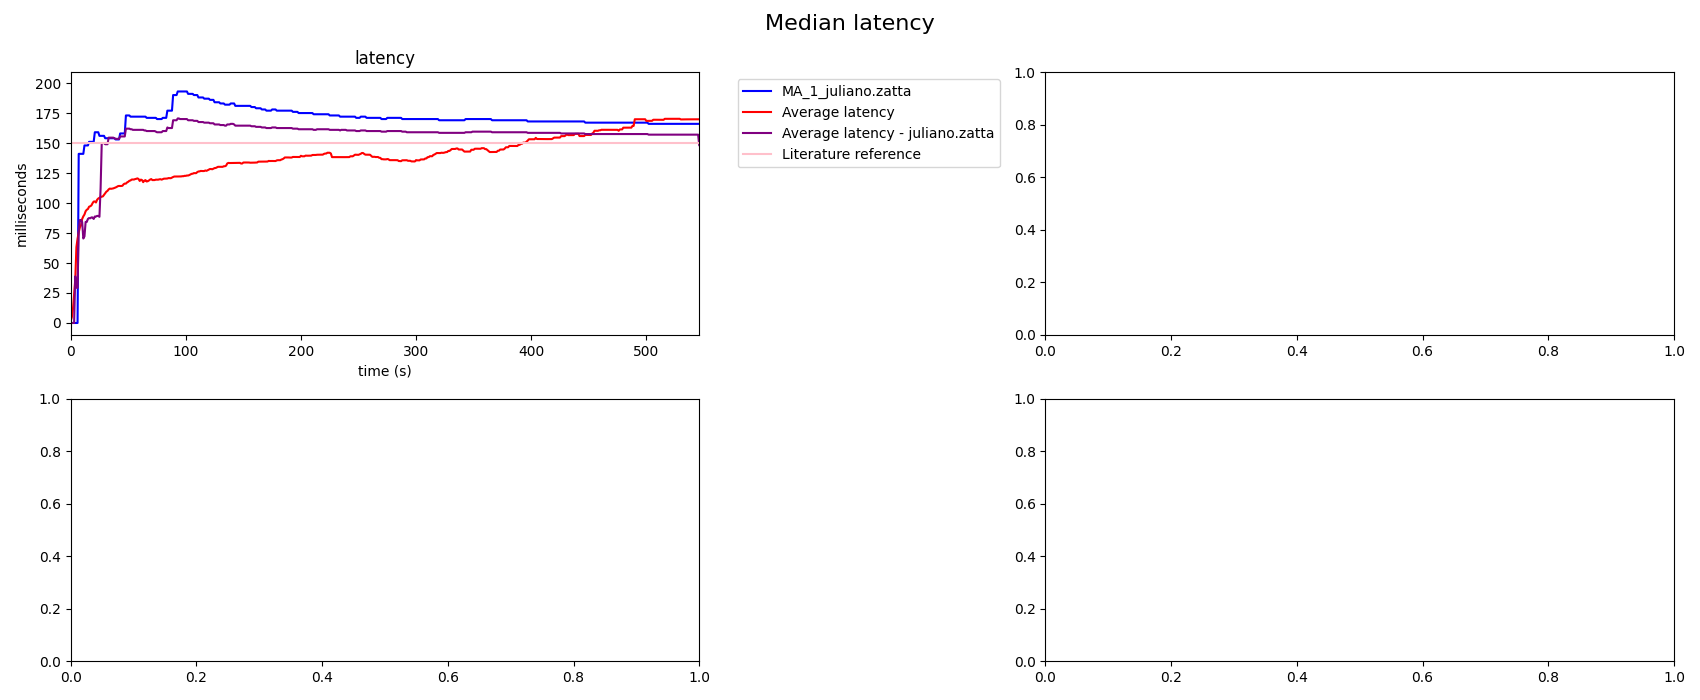 Median latency
latency
200
175
150
125
100
75
50
25
0
milliseconds
0 100 200 300 400 500
time (s)
MA_1_juliano.zatta
Average latency
Average latency - juliano.zatta
Literature reference
1.0
0.8
0.6
0.4
0.2
0.0
0.0 0.2 0.4 0.6 0.8 1.0
1.0
0.8
0.6
0.4
0.2
0.0
0.0 0.2 0.4 0.6 0.8 1.0
1.0
0.8
0.6
0.4
0.2
0.0
0.0 0.2 0.4 0.6 0.8 1.0